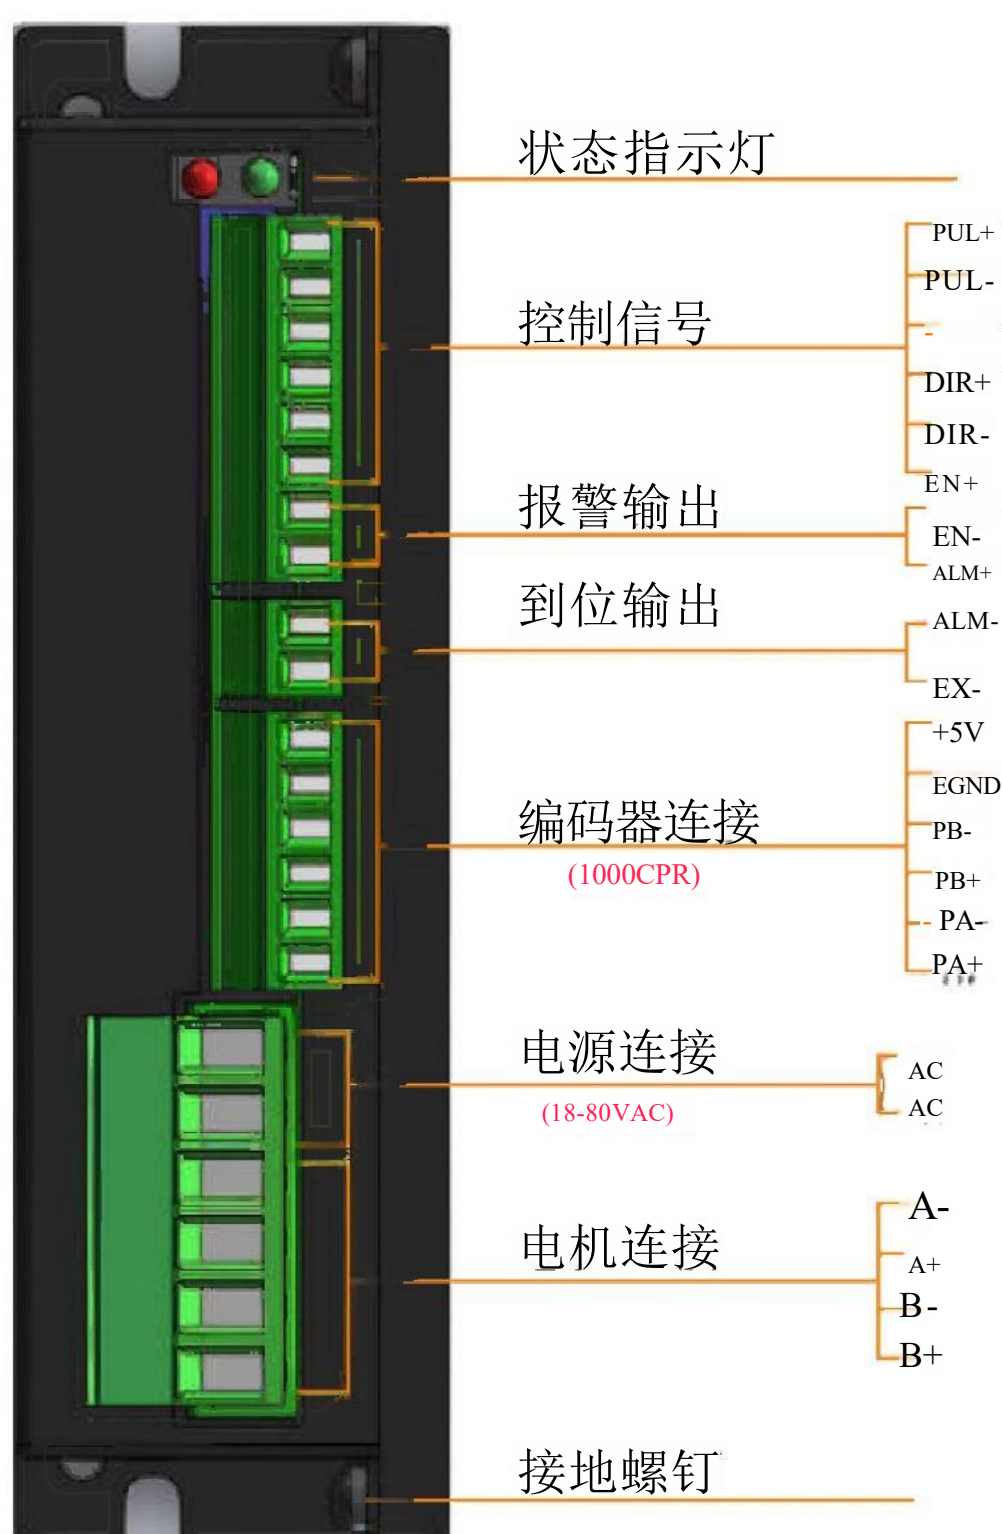 状态指示灯
PUL+
PUL-
控制信号
-
DIR+
DIR-
EN+
报警输出
EN-
ALM+
到位输出
ALM-
EX-
+5V
EGND
编码器连接
PB-
(1000CPR)
PB+
PA-
PA+
电源连接
AC
(18-80VAC)
AC
A-
电机连接
A+
B-
B+
接地螺钉